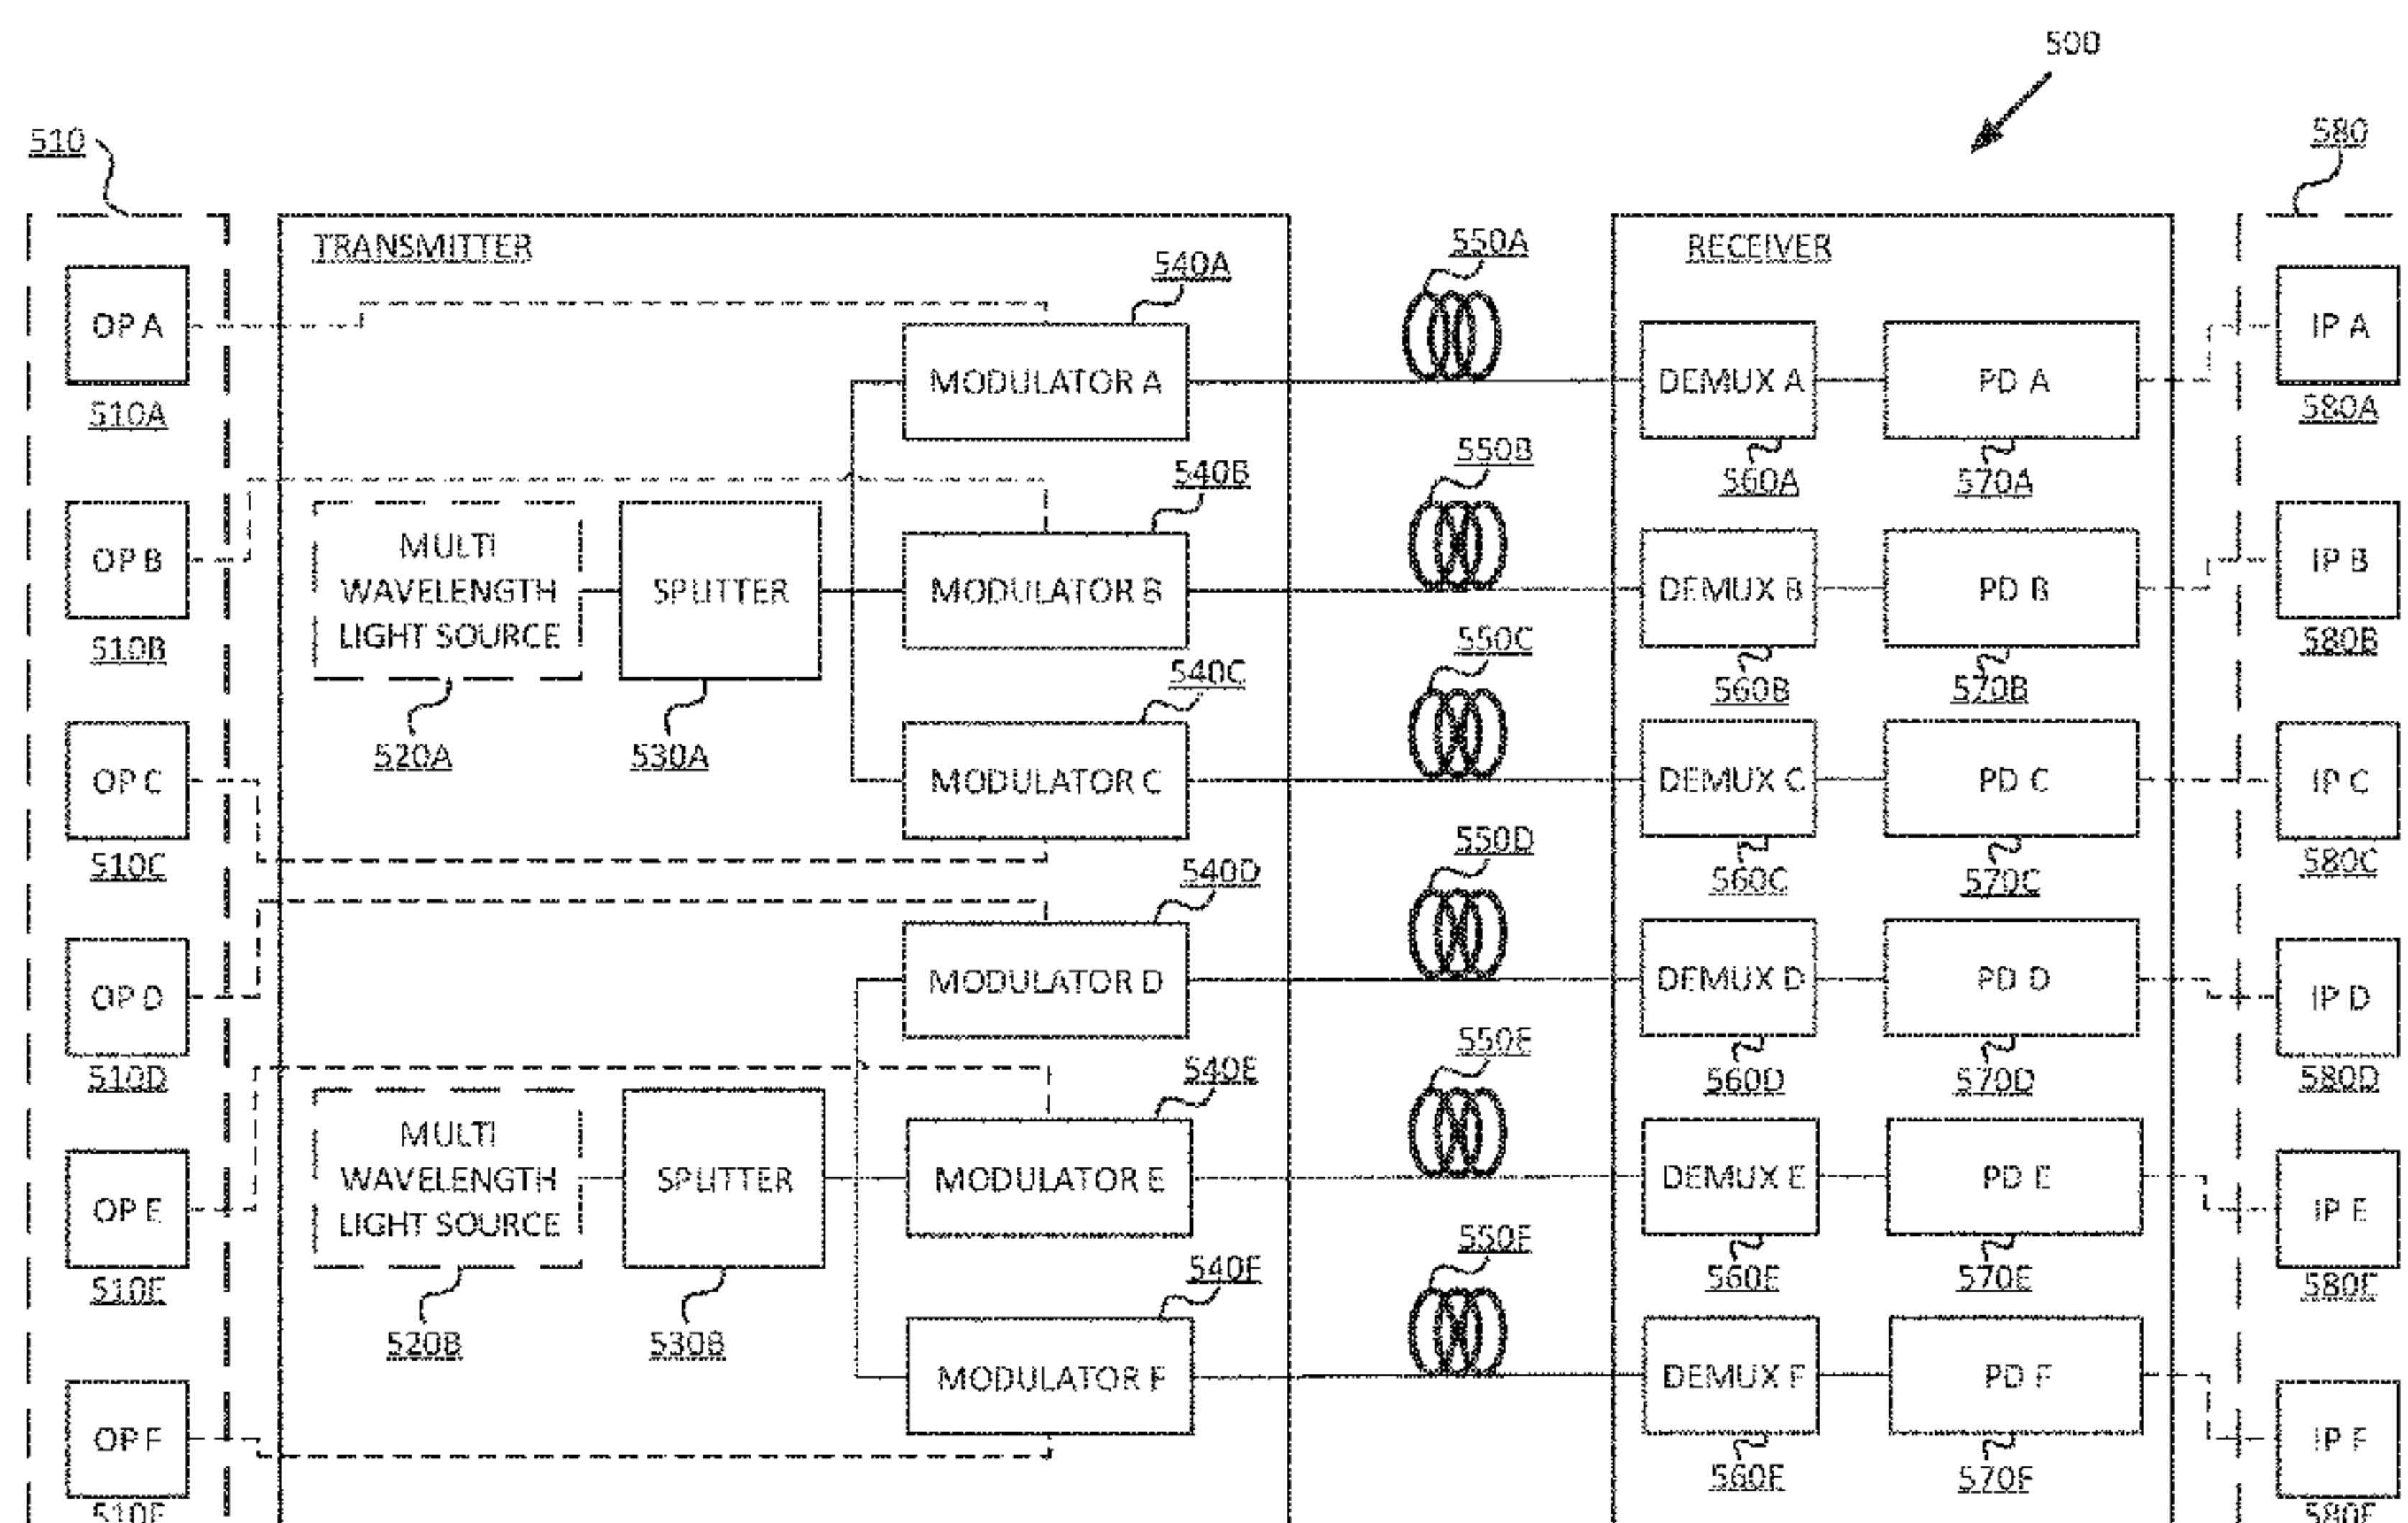 500
510
580
TRANSMITTER
RECEIVER
540A
550A
OP A
MODULATOR A
DEMUX A
PD A
IP A
510A
560A
570A
580A
540B
550B
OP B
MULTI
WAVELENGTH
LIGHT SOURCE
SPLITTER
MODULATOR B
DEMUX B
PD B
IP B
510B
560B
570B
580B
520A
530A
540C
550C
OP C
MODULATOR C
DEMUX C
PD C
IP C
510C
560C
570C
580C
540D
550D
OP D
MODULATOR D
DEMUX D
PD D
IP D
510D
560D
570D
580D
540E
550E
OP E
MULTI
WAVELENGTH
LIGHT SOURCE
SPLITTER
MODULATOR E
DEMUX E
PD E
IP E
510E
560E
570E
580E
520B
530B
540F
550F
OP F
MODULATOR F
DEMUX F
PD F
IP F
510F
560F
570F
580F